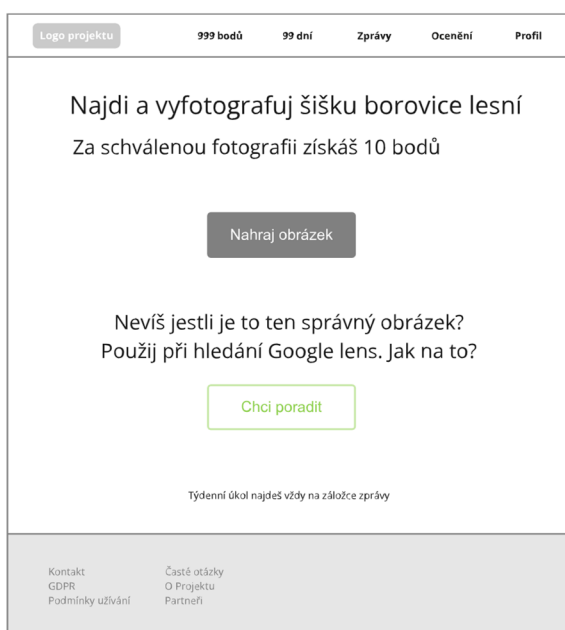 Logo projektu
999 bodů
99 dní
Zprávy
Ocenění
Profil
Najdi a vyfotografuj šišku borovice lesní
Za schválenou fotografii získáš 10 bodů
Nahraj obrázek
Nevíš jestli je to ten správný obrázek?
Použij při hledání Google lens. Jak na to?
Chci poradit
Týdenní úkol najdeš vždy na záložce zprávy
Kontakt
GDPR
Podmínky užívání
Časté otázky
O Projektu
Partneři